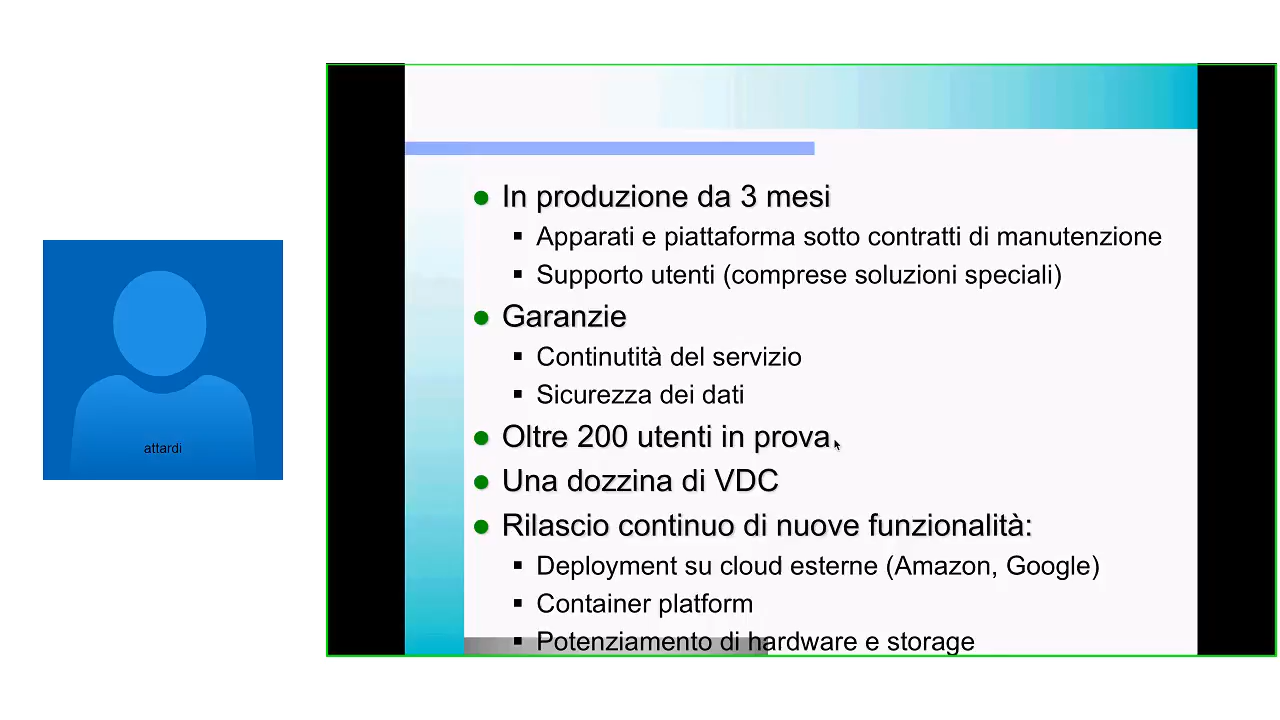 attardi
In produzione da 3 mesi
Apparati e piattaforma sotto contratti di manutenzione
Supporto utenti (comprese soluzioni speciali)
Garanzie
Continutità del servizio
Sicurezza dei dati
Oltre 200 utenti in prova
Una dozzina di VDC
Rilascio continuo di nuove funzionalità:
Deployment su cloud esterne (Amazon, Google)
Container platform
Potenziamento di hardware e storage